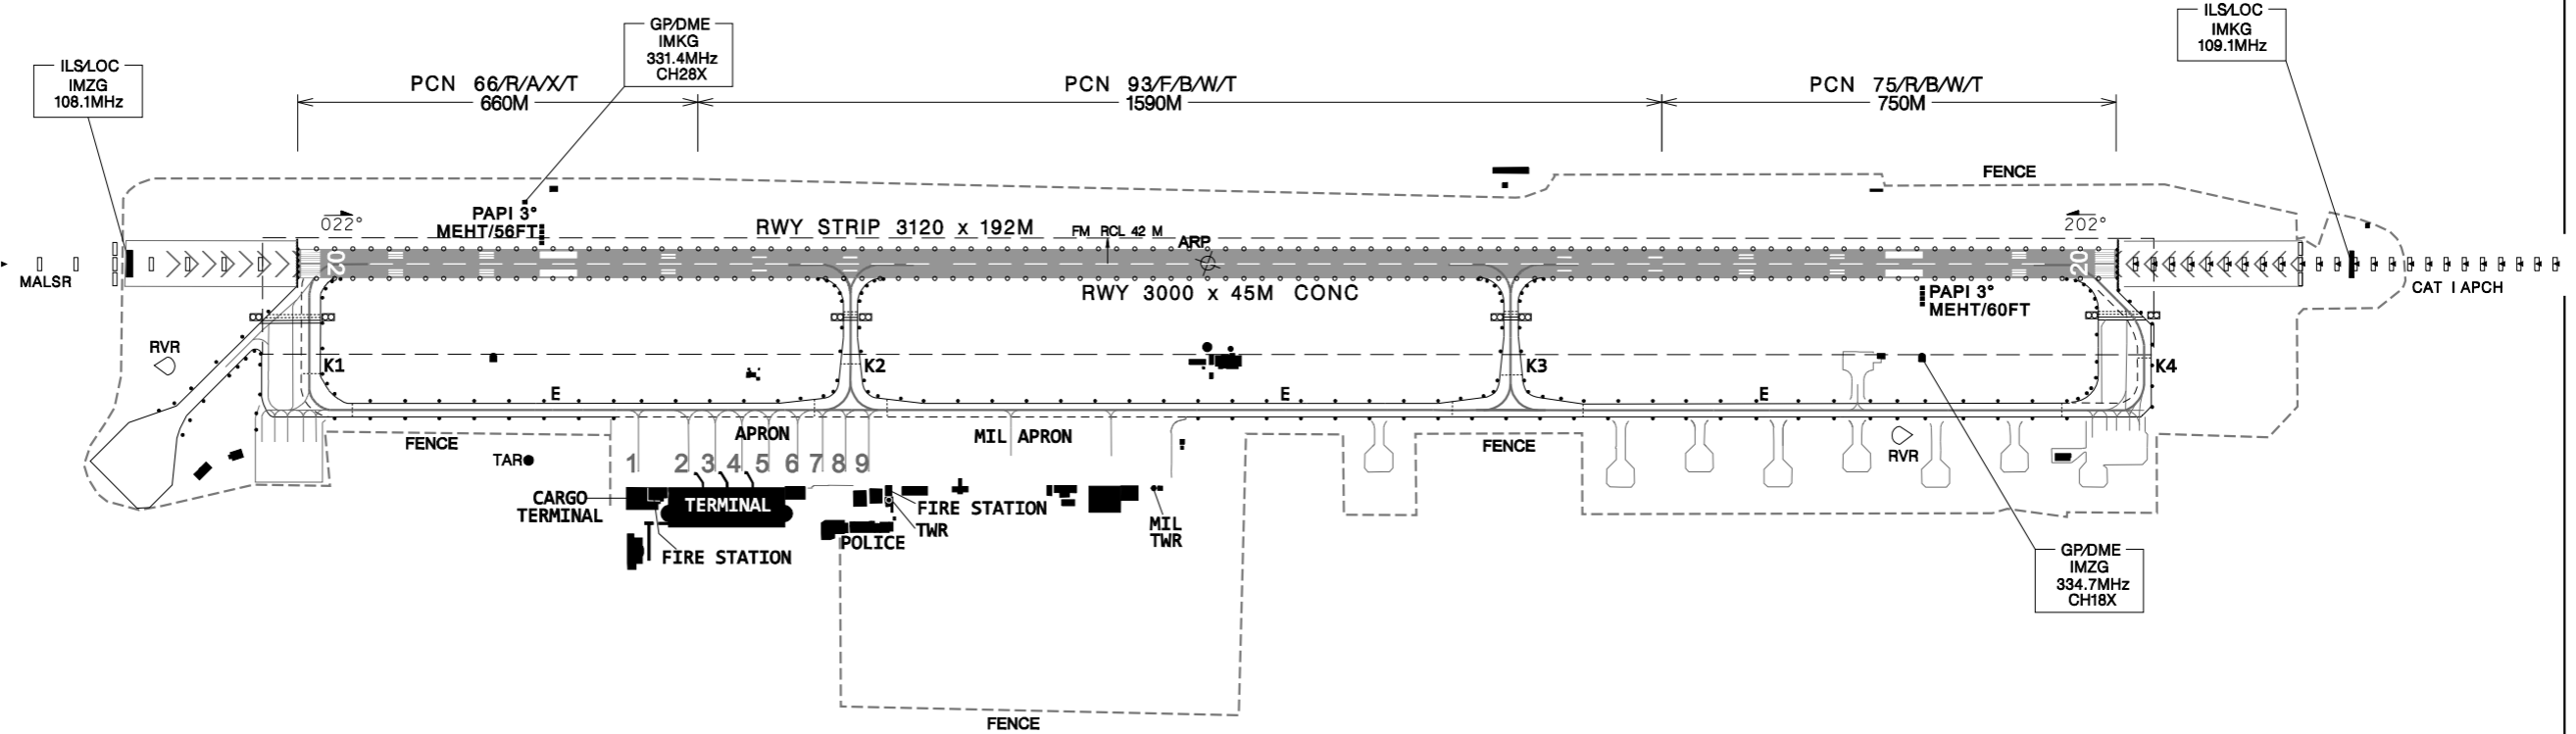 GP/DME
IMKG
331.4MHz
CH28X
ILS/LOC
IMKG
109.1MHz
ILS/LOC
IMZG
108.1MHz
PCN 66/R/A/X/T
660M
PCN 93/F/B/W/T
1590M
PCN 75/R/B/W/T
750M
FENCE
022°
PAPI 3°
MEHT/56FT
RWY STRIP 3120 x 192M
FM RCL 42 M
ARP
202°
MALSR
02
20
RWY 3000 x 45M CONC
PAPI 3°
MEHT/60FT
CAT I APCH
RVR
K1
K2
K3
K4
E
E
E
FENCE
TAR
APRON
MIL APRON
FENCE
RVR
1 2 3 4 5 6 7 8 9
CARGO
TERMINAL
TERMINAL
FIRE STATION
TWR
POLICE
FIRE STATION
MIL
TWR
GP/DME
IMZG
334.7MHz
CH18X
FENCE